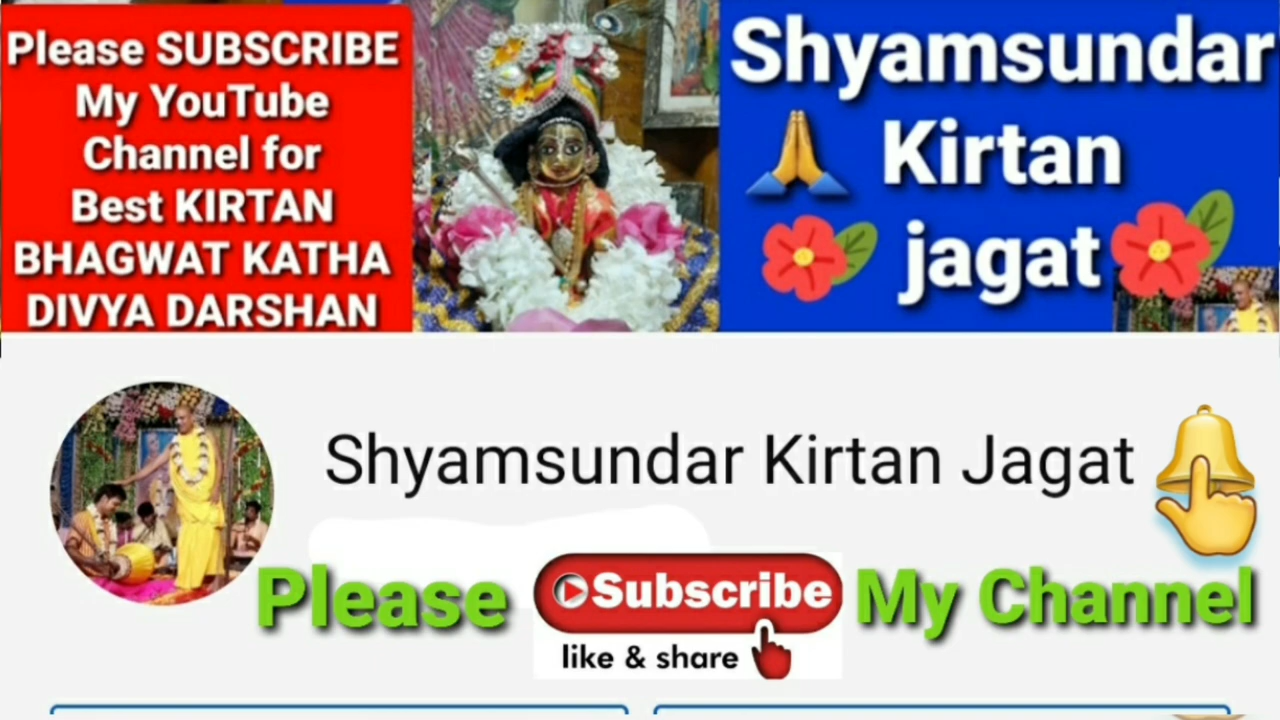 Please SUBSCRIBE
My YouTube
Channel for
Best KIRTAN
BHAGWAT KATHA
DIVYA DARSHAN
Shyamsundar
Kirtan
jagat
Shyamsundar Kirtan Jagat
Please Subscribe My Channel
like & share